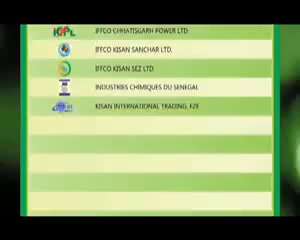 IFFCO CHHATISGARH POWER LTD
IFFCO KISAN SANCHAR LTD.
IFFCO KISAN SEZ LTD.
INDUSTRIES CHIMIQUES DU SENEGAL
KISAN INTERNATIONAL TRADING, FZE